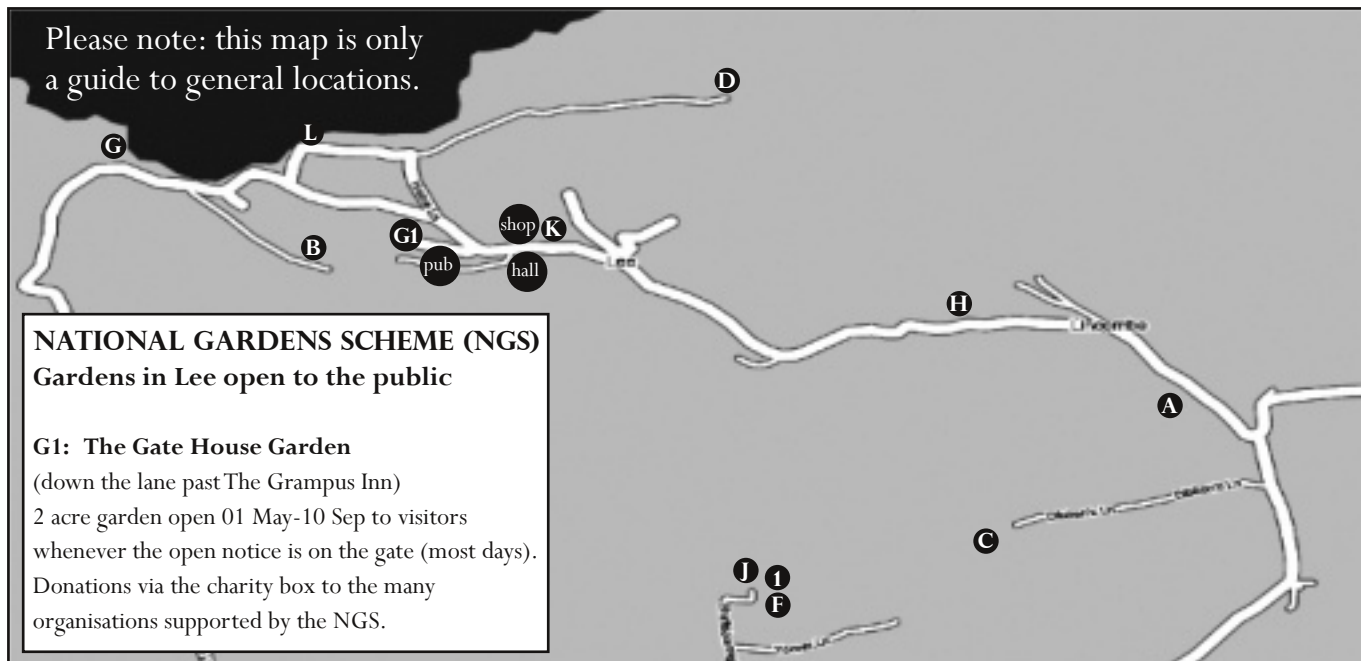 Please note: this map is only
a guide to general locations.
D
L
G
shop
K
G1
B
pub
hall
Lee
H
A
NATIONAL GARDENS SCHEME (NGS)
Gardens in Lee open to the public
G1: The Gate House Garden
(down the lane past The Grampus Inn)
2 acre garden open 01 May-10 Sep to visitors
whenever the open notice is on the gate (most days).
Donations via the charity box to the many
organisations supported by the NGS.
C
J
1
F